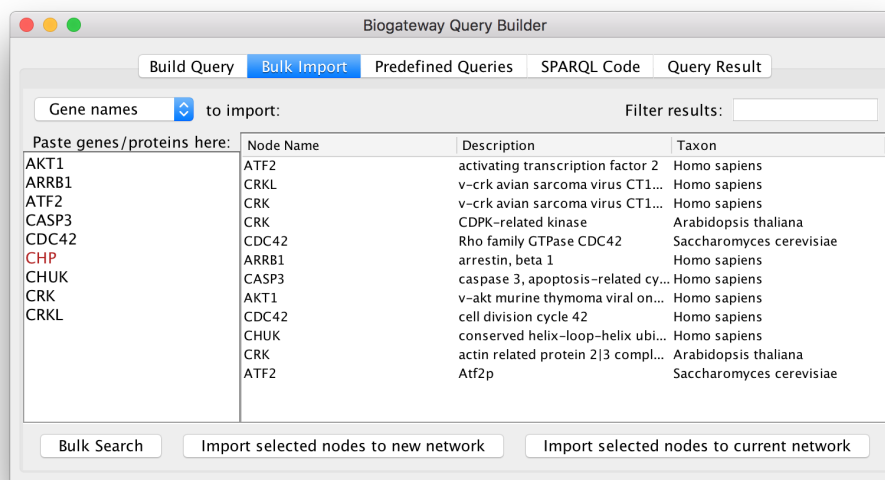 Biogateway Query Builder
Build Query Bulk Import Predefined Queries SPARQL Code Query Result
Gene names to import: Filter results:
Paste genes/proteins here:
AKT1
ARRB1
ATF2
CASP3
CDC42
CHP
CHUK
CRK
CRKL
Node Name Description Taxon
ATF2 activating transcription factor 2 Homo sapiens
CRKL v-crk avian sarcoma virus CT1... Homo sapiens
CRK v-crk avian sarcoma virus CT1... Homo sapiens
CRK CDPK-related kinase Arabidopsis thaliana
CDC42 Rho family GTPase CDC42 Saccharomyces cerevisiae
ARRB1 arrestin, beta 1 Homo sapiens
CASP3 caspase 3, apoptosis-related cy... Homo sapiens
AKT1 v-akt murine thymoma viral on... Homo sapiens
CDC42 cell division cycle 42 Homo sapiens
CHUK conserved helix-loop-helix ubi... Homo sapiens
CRK actin related protein 2|3 compl... Arabidopsis thaliana
ATF2 Atf2p Saccharomyces cerevisiae
Bulk Search Import selected nodes to new network Import selected nodes to current network